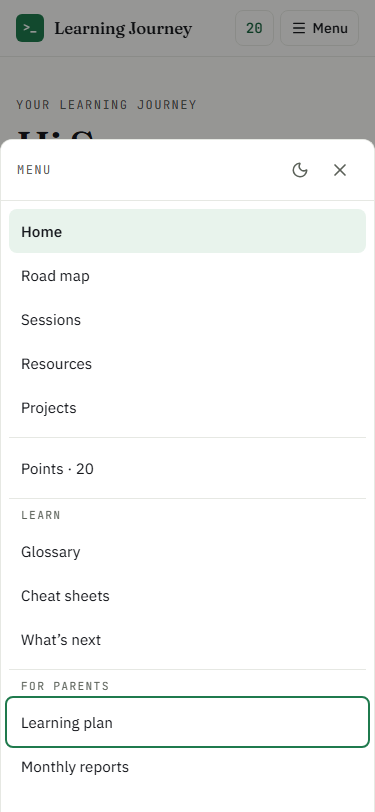 >_ Learning Journey 20 ☰ Menu
YOUR LEARNING JOURNEY
MENU
Home
Road map
Sessions
Resources
Projects
Points · 20
LEARN
Glossary
Cheat sheets
What’s next
FOR PARENTS
Learning plan
Monthly reports